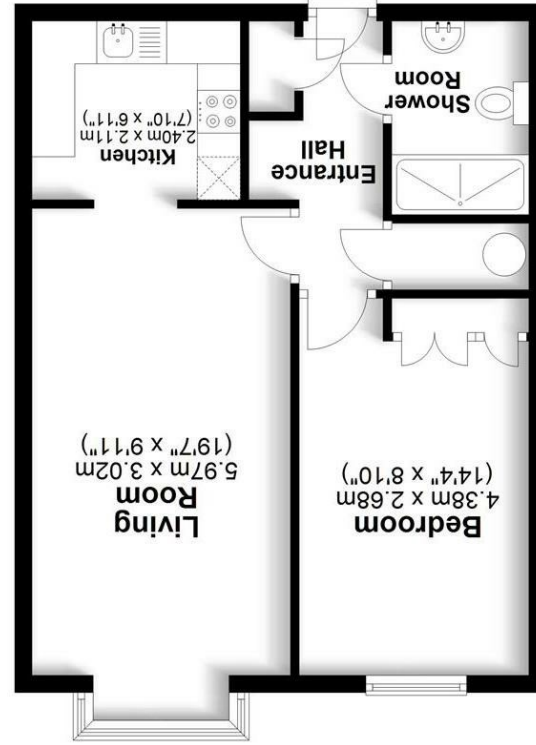 Bedroom
4.38m x 2.68m
(14'4" x 8'10")
Living
Room
5.97m x 3.02m
(19'7" x 9'11")
Entrance
Hall
Shower
Room
Kitchen
2.40m x 2.11m
(7'10" x 6'11")